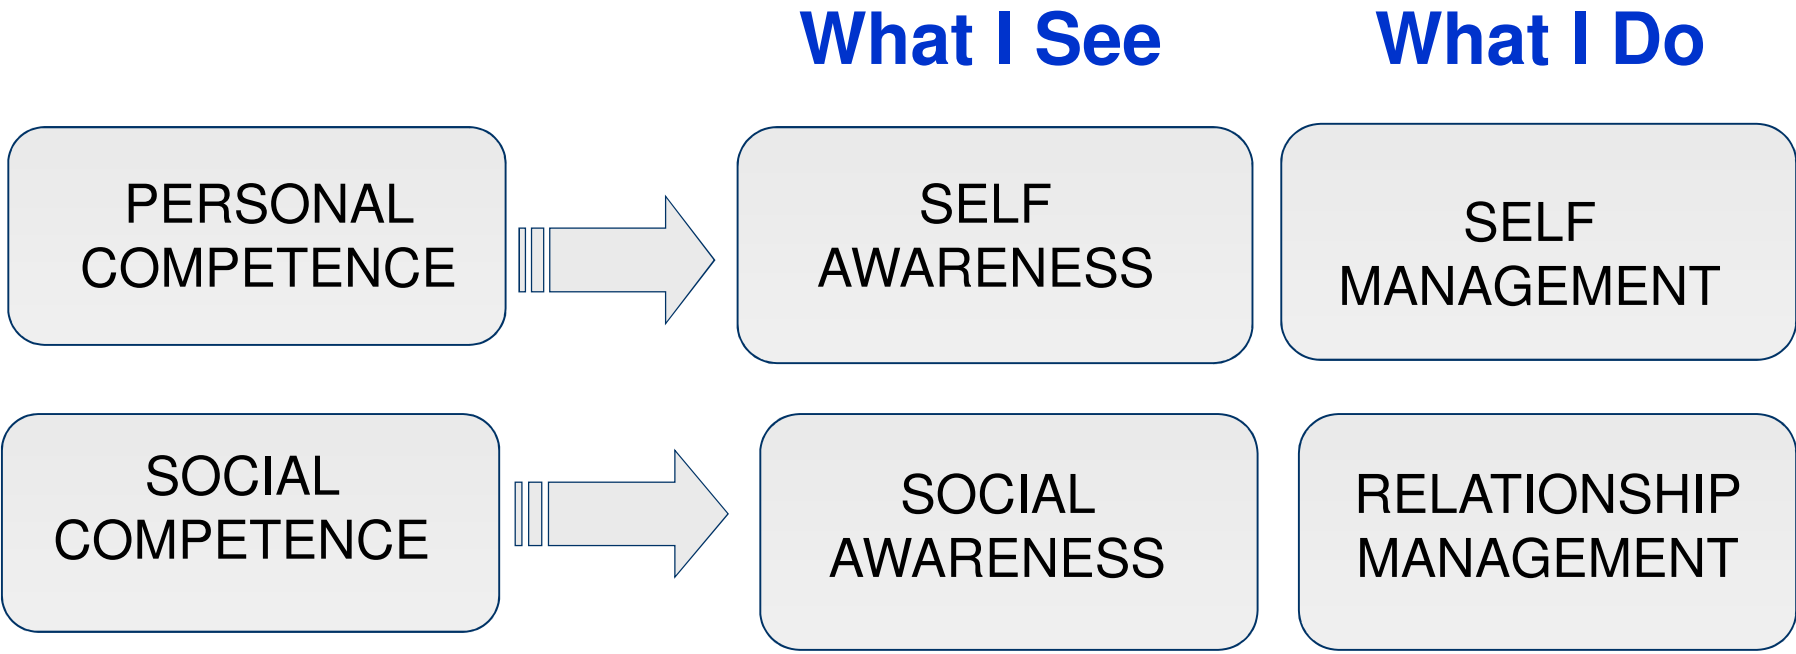 What I See What I Do
PERSONAL
COMPETENCE
SELF
AWARENESS
SELF
MANAGEMENT
SOCIAL
COMPETENCE
SOCIAL
AWARENESS
RELATIONSHIP
MANAGEMENT